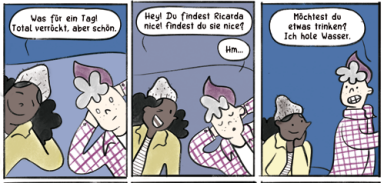 Was für ein Tag!
Total verrückt, aber schön.
Hey! Du findest Ricarda
nice! findest du sie nice?
Hm...
Möchtest du
etwas trinken?
Ich hole Wasser.